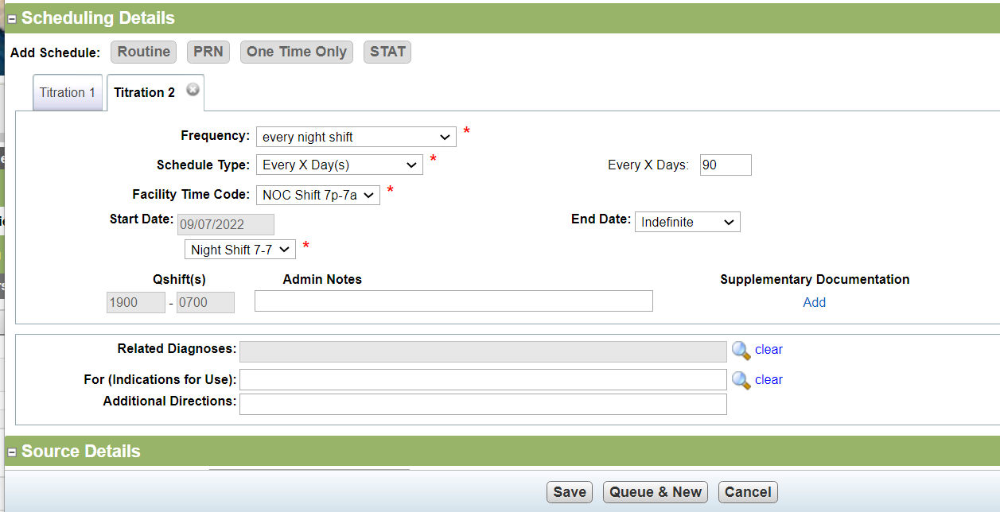 Scheduling Details
Add Schedule: Routine PRN One Time Only STAT
Titration 1 Titration 2
Frequency: every night shift *
Schedule Type: Every X Day(s) * Every X Days: 90
Facility Time Code: NOC Shift 7p-7a *
Start Date: 09/07/2022 End Date: Indefinite
Night Shift 7-7 *
Qshift(s) Admin Notes Supplementary Documentation
1900 - 0700 Add
Related Diagnoses: clear
For (Indications for Use): clear
Additional Directions:
Source Details
Save Queue & New Cancel